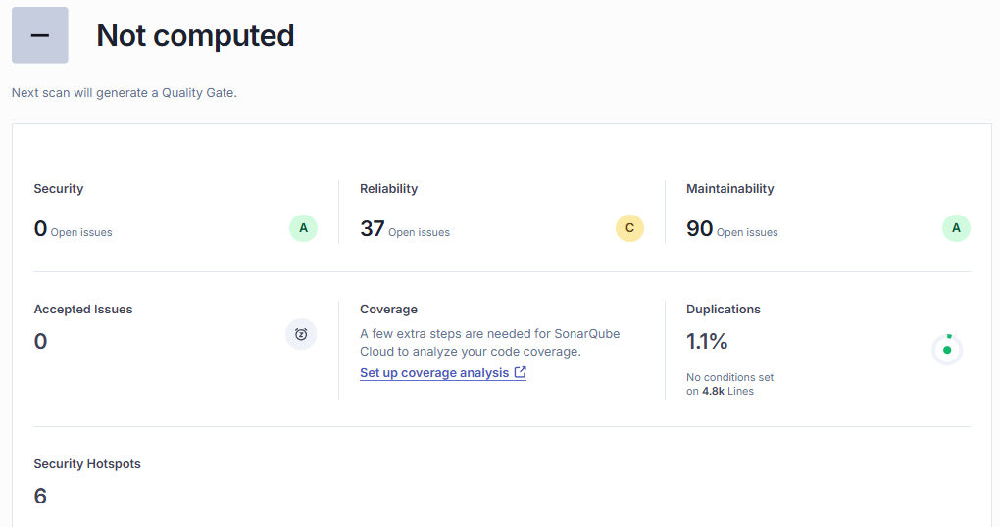 Not computed
Next scan will generate a Quality Gate.
Security
0 Open issues
A
Reliability
37 Open issues
C
Maintainability
90 Open issues
A
Accepted Issues
0
Coverage
A few extra steps are needed for SonarQube
Cloud to analyze your code coverage.
Set up coverage analysis
Duplications
1.1%
No conditions set
on 4.8k Lines
Security Hotspots
6